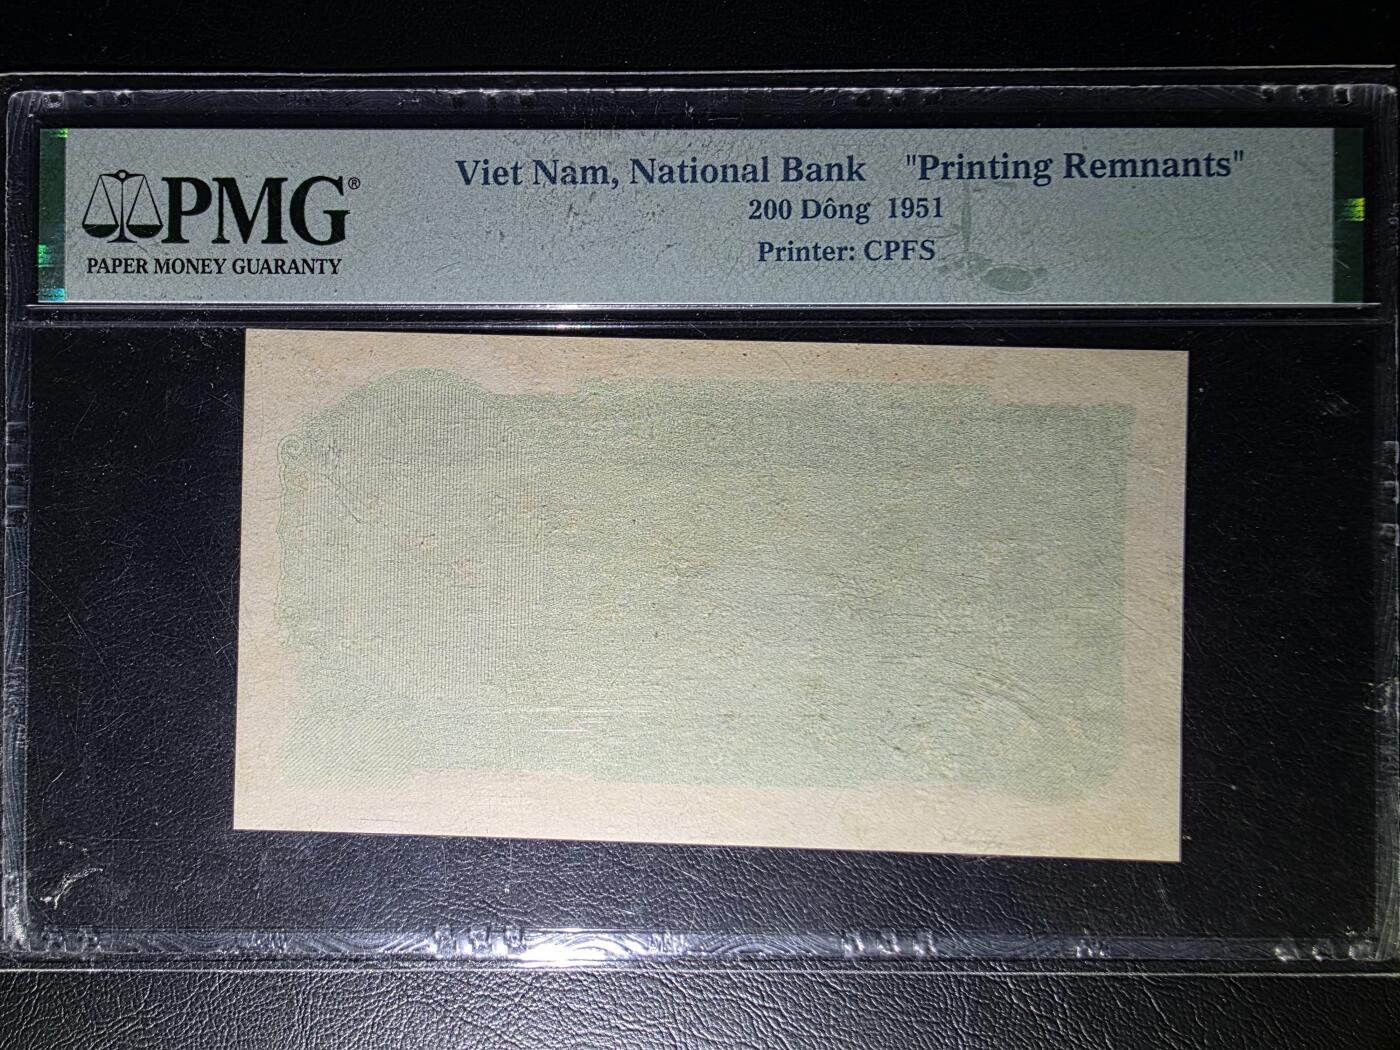 PMG®
PAPER MONEY GUARANTY
Viet Nam, National Bank "Printing Remnants"
200 Dông 1951
Printer: CPFS